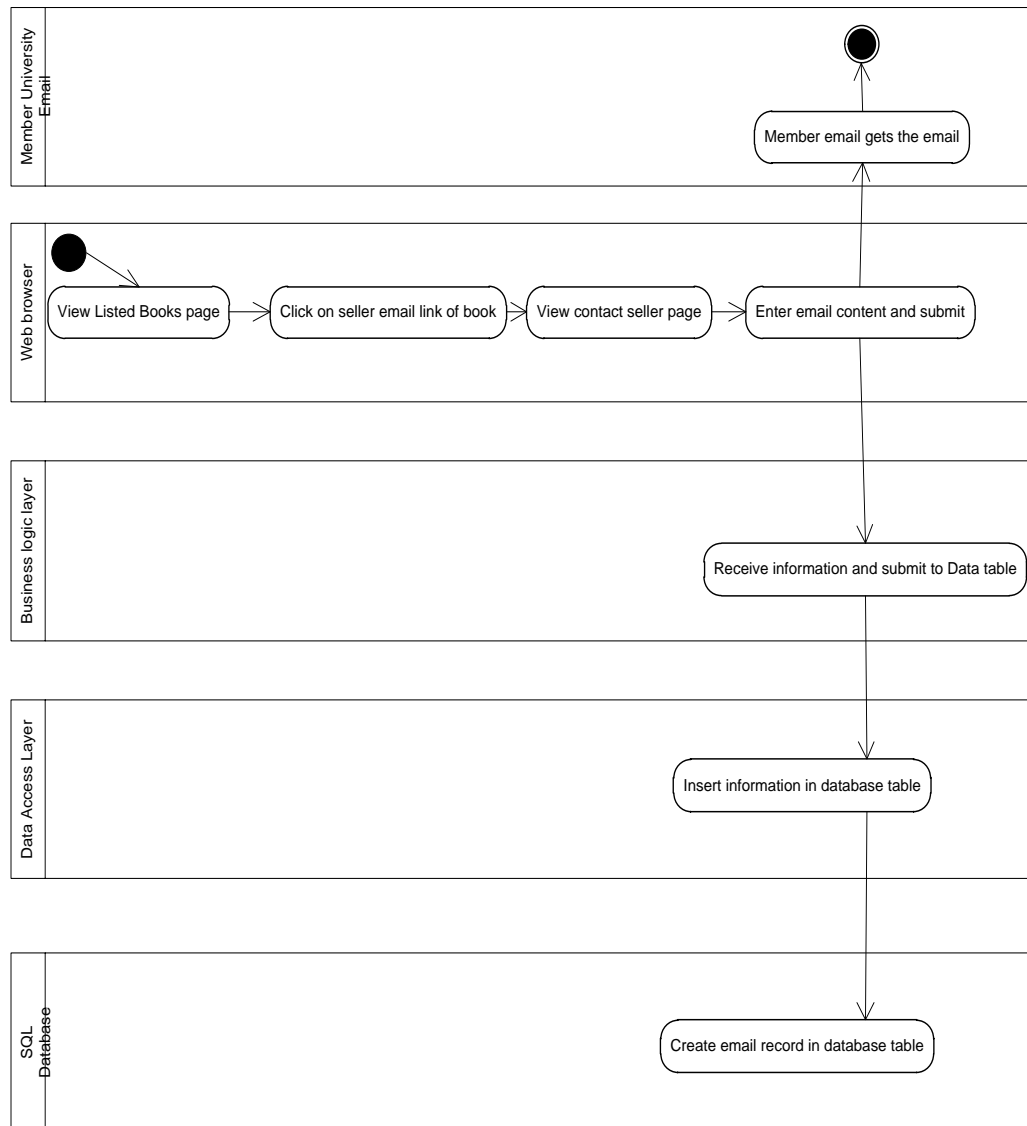 Member University
Email
Member email gets the email
Web browser
View Listed Books page
Click on seller email link of book
View contact seller page
Enter email content and submit
Business logic layer
Receive information and submit to Data table
Data Access Layer
Insert information in database table
SQL
Database
Create email record in database table